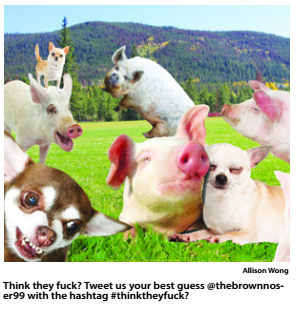 Allison Wong
Think they fuck? Tweet us your best guess @thebrownnos-
er99 with the hashtag #thinktheyfuck?